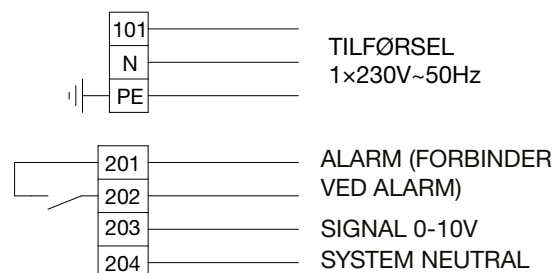 101
N
PE
TILFØRSEL
1×230V~50Hz
201
202
203
204
ALARM (FORBINDER
VED ALARM)
SIGNAL 0-10V
SYSTEM NEUTRAL